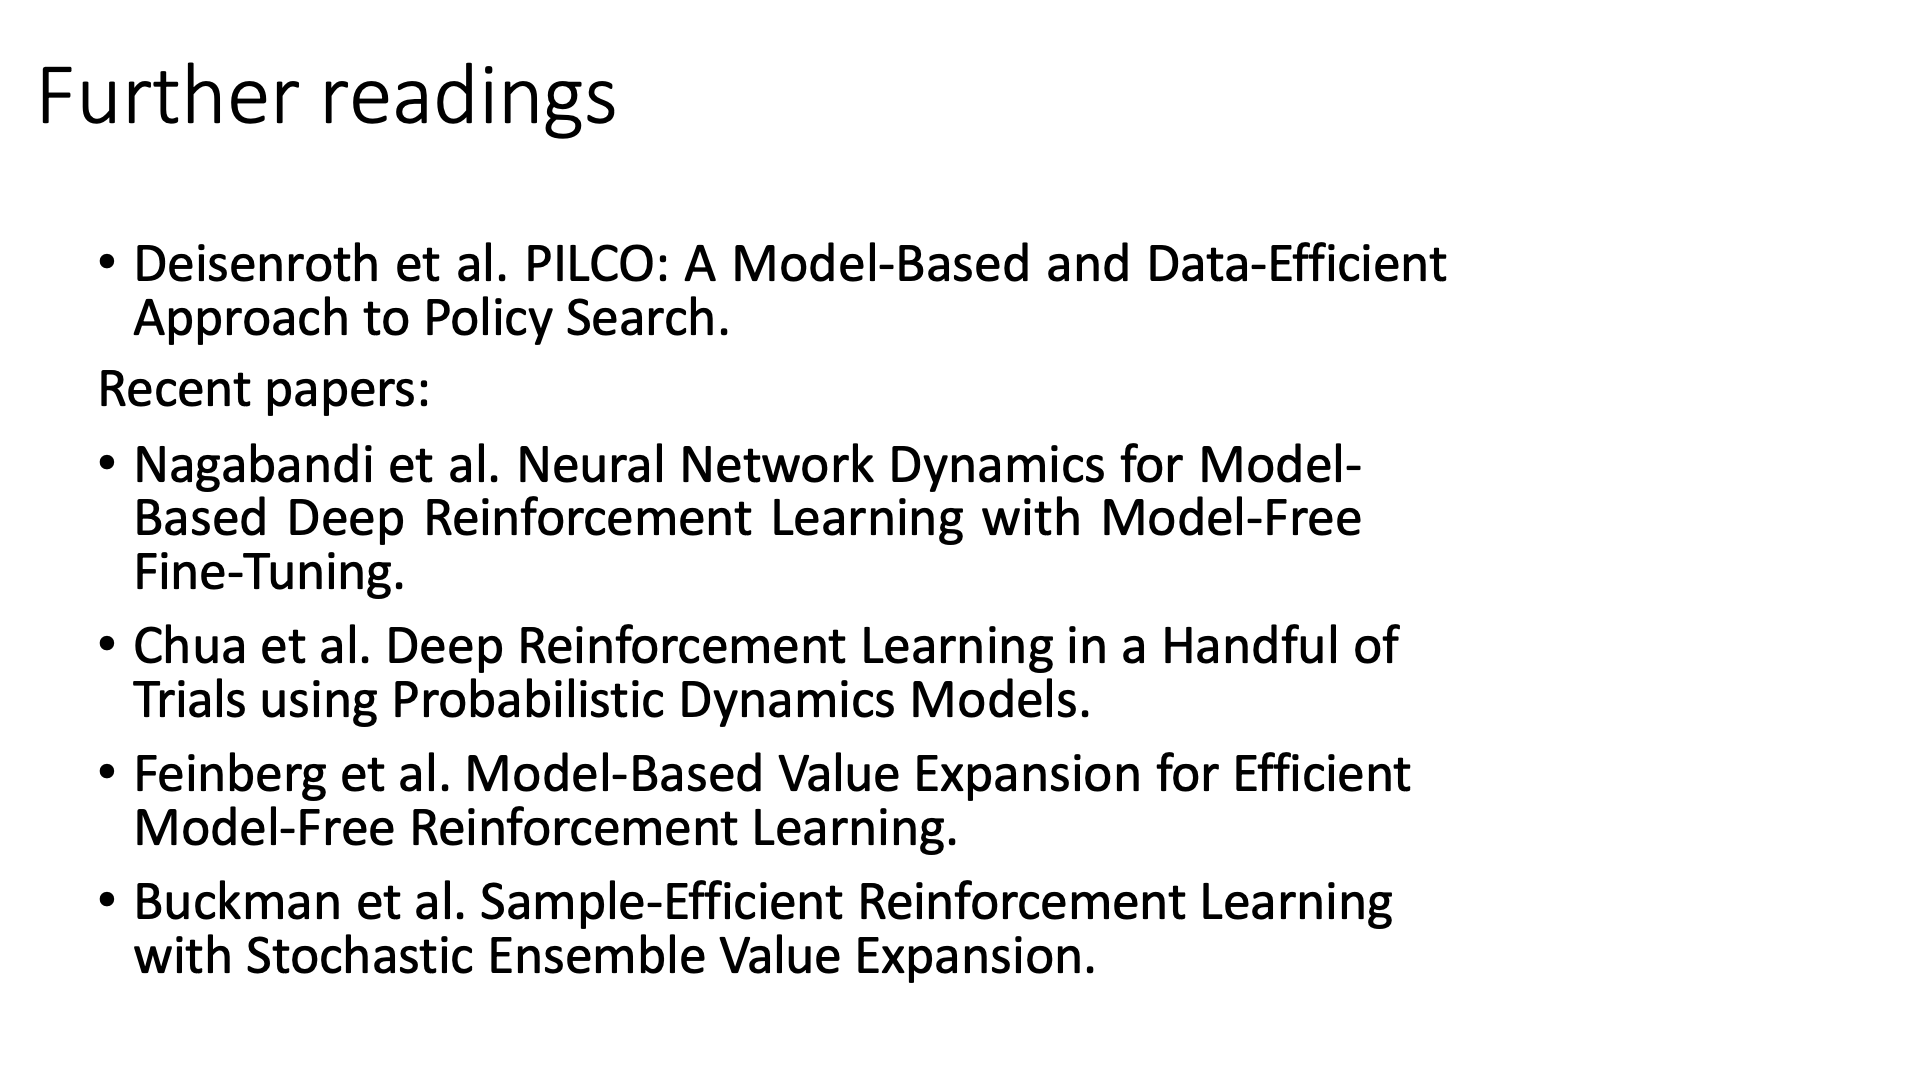 Further readings
• Deisenroth et al. PILCO: A Model-Based and Data-Efficient
Approach to Policy Search.
Recent papers:
• Nagabandi et al. Neural Network Dynamics for Model-
Based Deep Reinforcement Learning with Model-Free
Fine-Tuning.
• Chua et al. Deep Reinforcement Learning in a Handful of
Trials using Probabilistic Dynamics Models.
• Feinberg et al. Model-Based Value Expansion for Efficient
Model-Free Reinforcement Learning.
• Buckman et al. Sample-Efficient Reinforcement Learning
with Stochastic Ensemble Value Expansion.